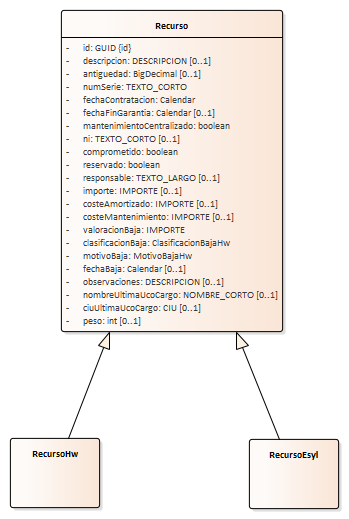 Recurso
- id: GUID {id}
- descripcion: DESCRIPCION [0..1]
- antiguedad: BigDecimal [0..1]
- numSerie: TEXTO_CORTO
- fechaContratacion: Calendar
- fechaFinGarantia: Calendar [0..1]
- mantenimientoCentralizado: boolean
- ni: TEXTO_CORTO [0..1]
- comprometido: boolean
- reservado: boolean
- responsable: TEXTO_LARGO [0..1]
- importe: IMPORTE [0..1]
- costeAmortizado: IMPORTE [0..1]
- costeMantenimiento: IMPORTE [0..1]
- valoracionBaja: IMPORTE
- clasificacionBaja: ClasificacionBajaHw
- motivoBaja: MotivoBajaHw
- fechaBaja: Calendar [0..1]
- observaciones: DESCRIPCION [0..1]
- nombreUltimaUcoCargo: NOMBRE_CORTO [0..1]
- ciuUltimaUcoCargo: CIU [0..1]
- peso: int [0..1]
RecursoHw
RecursoEsyl